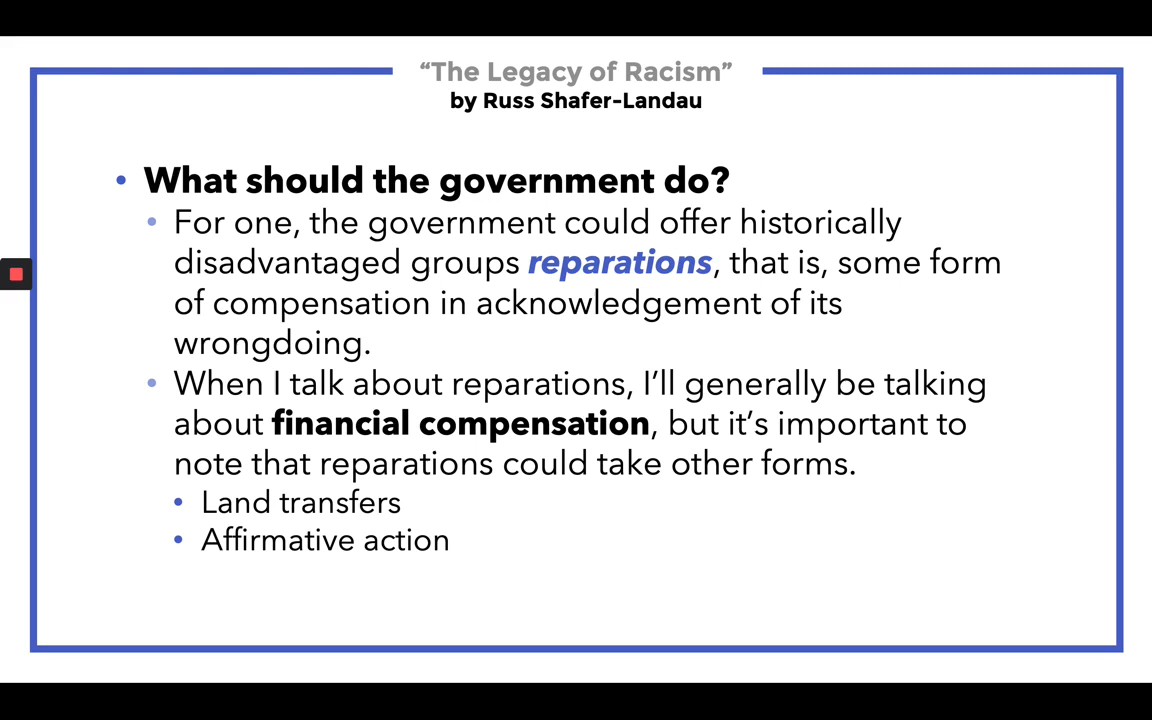 “The Legacy of Racism”
by Russ Shafer-Landau
• What should the government do?
• For one, the government could offer historically
disadvantaged groups reparations, that is, some form
of compensation in acknowledgement of its
wrongdoing.
• When I talk about reparations, I’ll generally be talking
about financial compensation, but it’s important to
note that reparations could take other forms.
• Land transfers
• Affirmative action